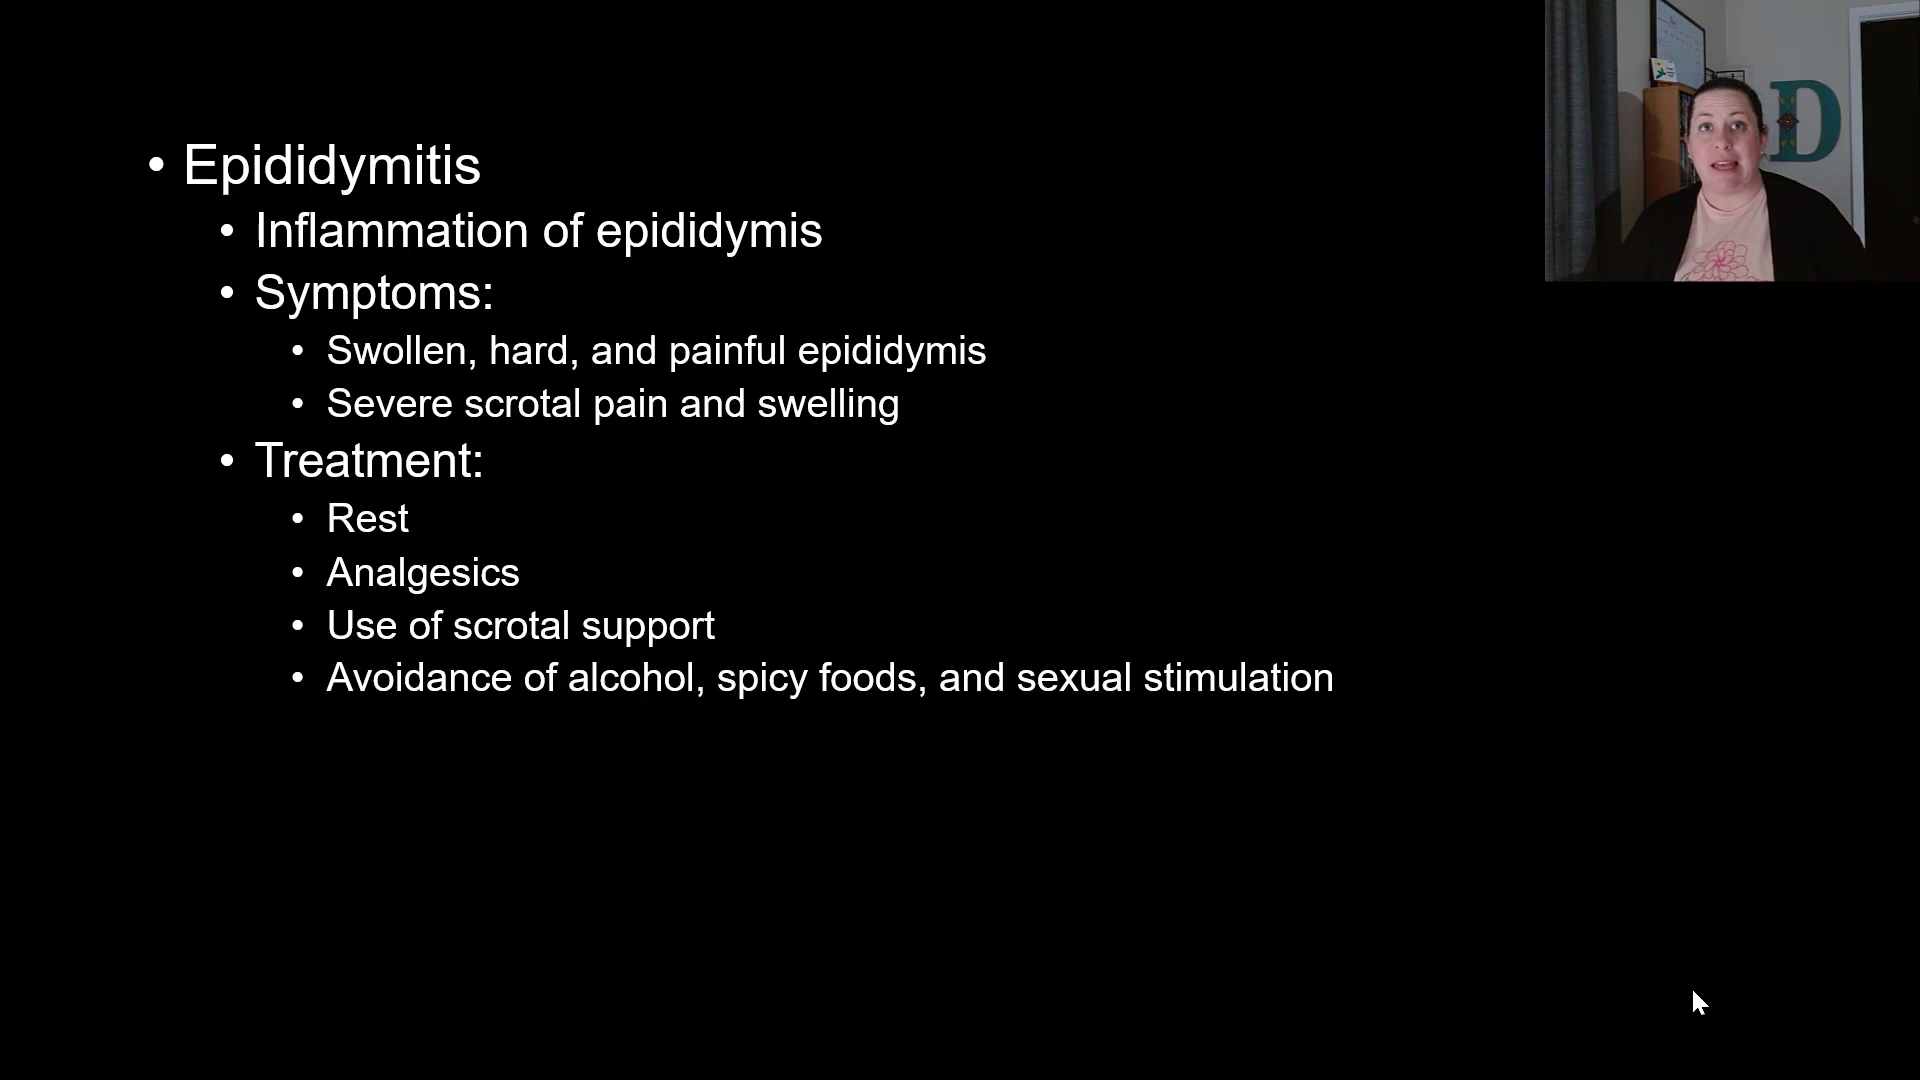 • Epididymitis
• Inflammation of epididymis
• Symptoms:
• Swollen, hard, and painful epididymis
• Severe scrotal pain and swelling
• Treatment:
• Rest
• Analgesics
• Use of scrotal support
• Avoidance of alcohol, spicy foods, and sexual stimulation
D